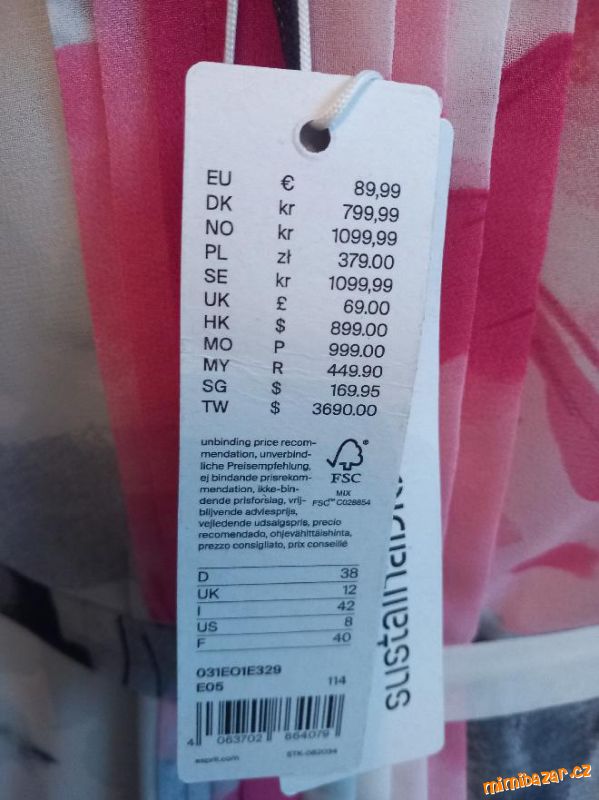 EU € 89,99
DK kr 799,99
NO kr 1099,99
PL zł 379.00
SE kr 1099,99
UK £ 69.00
HK $ 899.00
MO P 999.00
MY R 449.90
SG $ 169.95
TW $ 3690.00
unbinding price recom-
mendation, unverbind-
liche Preisempfehlung,
ej bindande prisrekom-
mendation, ikke-bin-
dende prisforslag, vrij-
blijvende adviesprijs,
vejledende udsalgspris, precio
recomendado, ohjevähittäishinta,
prezzo consigliato, prix conseillé
FSC
MIX
FSC™ C028854
D 38
UK 12
I 42
US 8
F 40
031EO1E329
E05 114
4 063702 664079
esprit.com STK-082034
sustainable
mimibazar.cz